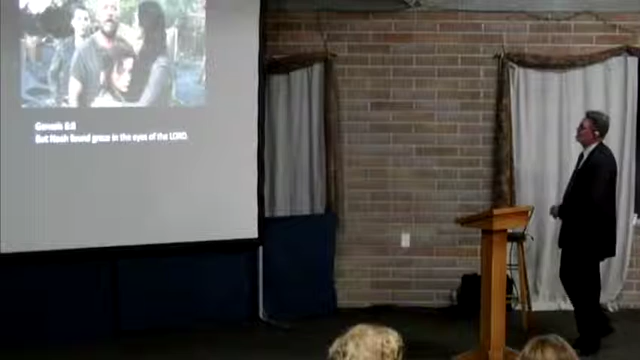 Genesis 6:8
But Noah found grace in the eyes of the LORD.